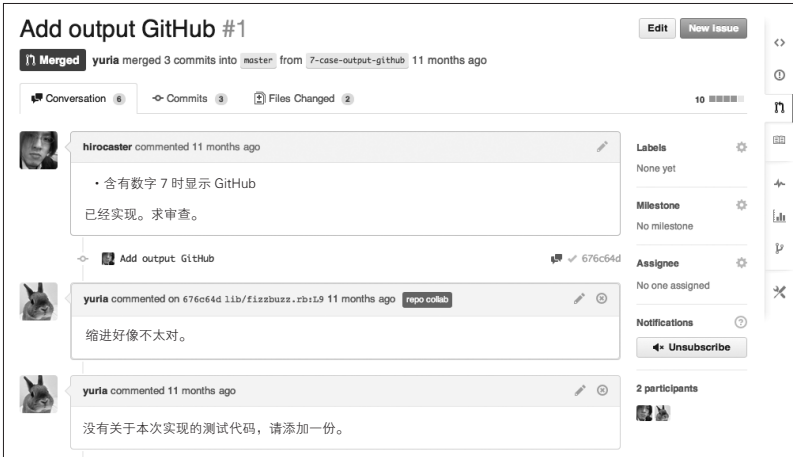 Add output GitHub #1
Edit
New Issue
Merged yuria merged 3 commits into master from 7-case-output-github 11 months ago
Conversation 6
Commits 3
Files Changed 2
10
hirocaster commented 11 months ago
• 含有数字 7 时显示 GitHub
已经实现。求审查。
Add output GitHub
676c64d
yuria commented on 676c64d lib/fizzbuzz.rb:L9 11 months ago repo collab
缩进好像不太对。
yuria commented 11 months ago
没有关于本次实现的测试代码，请添加一份。
Labels
None yet
Milestone
No milestone
Assignee
No one assigned
Notifications
Unsubscribe
2 participants